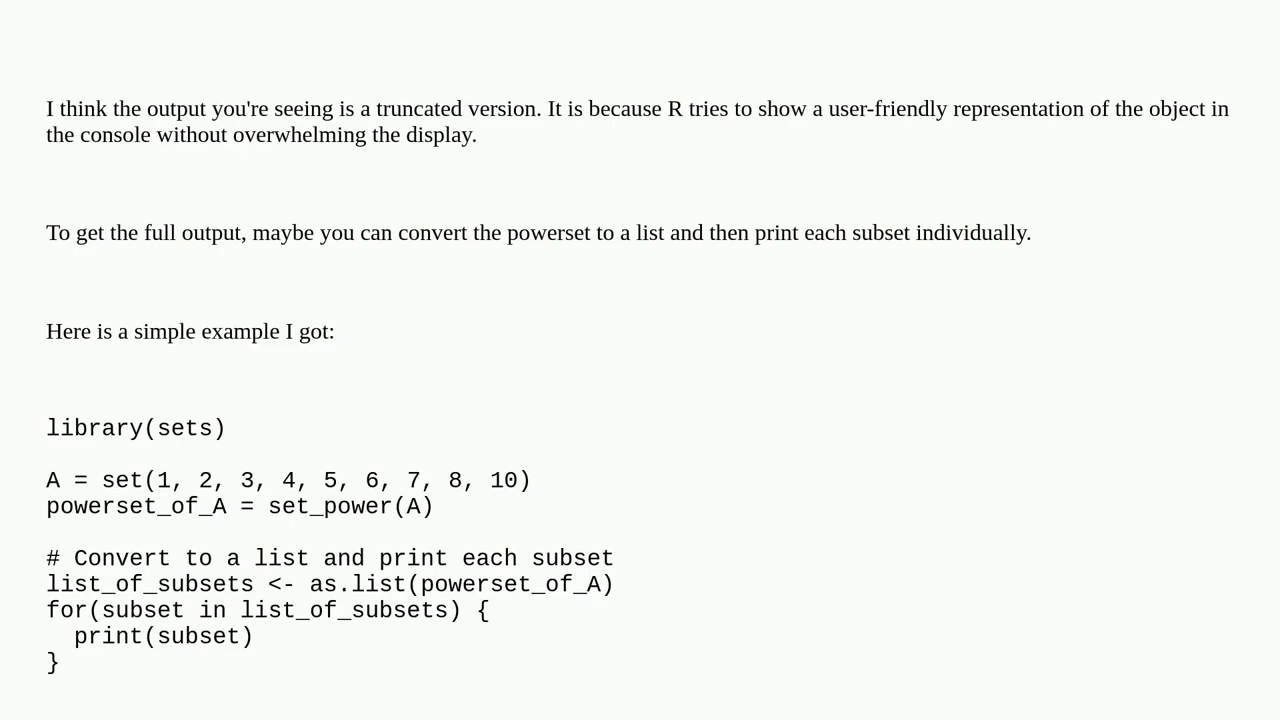 I think the output you're seeing is a truncated version. It is because R tries to show a user-friendly representation of the object in
the console without overwhelming the display.
To get the full output, maybe you can convert the powerset to a list and then print each subset individually.
Here is a simple example I got:
library(sets)
A = set(1, 2, 3, 4, 5, 6, 7, 8, 10)
powerset_of_A = set_power(A)
# Convert to a list and print each subset
list_of_subsets <- as.list(powerset_of_A)
for(subset in list_of_subsets) {
  print(subset)
}